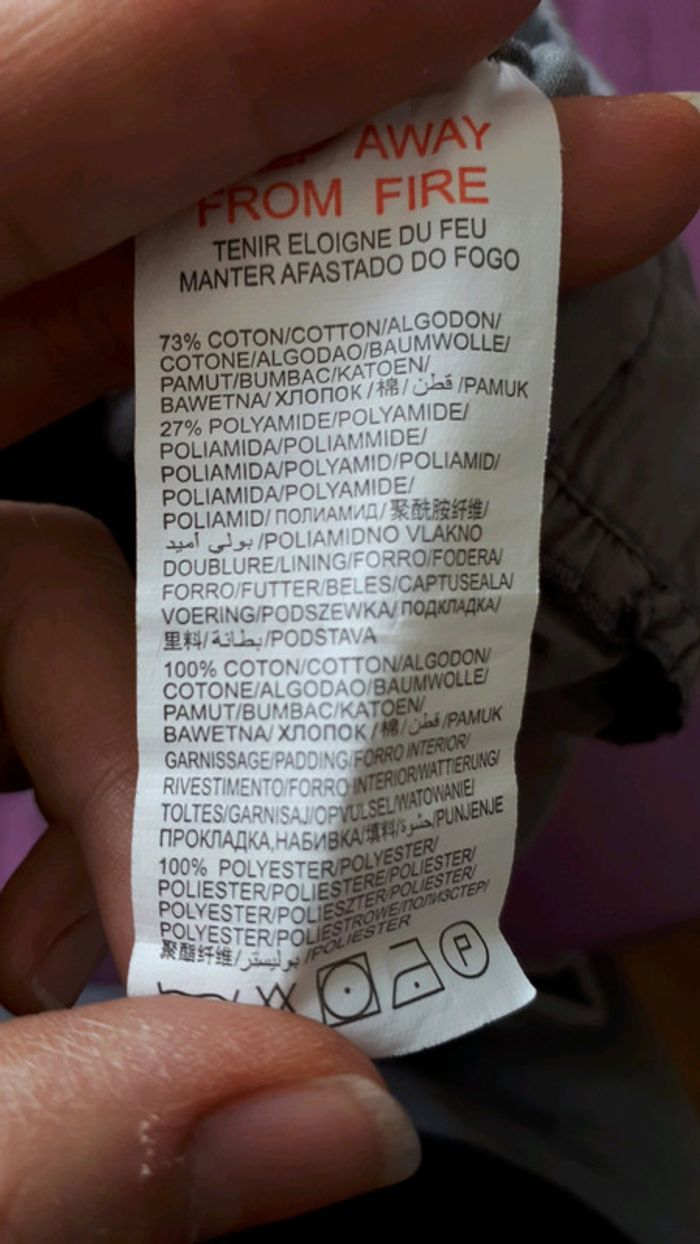 AWAY
FROM FIRE
TENIR ELOIGNE DU FEU
MANTER AFASTADO DO FOGO
73% COTON/COTTON/ALGODON/
COTONE/ALGODAO/BAUMWOLLE/
PAMUT/BUMBAC/KATOEN/
BAWETNA/ ХЛОПОК /棉/ قطن /PAMUK
27% POLYAMIDE/POLYAMIDE/
POLIAMIDA/POLIAMMIDE/
POLIAMIDA/POLYAMID/POLIAMID/
POLIAMIDA/POLYAMIDE/
POLIAMID/ ПОЛИАМИД/ 聚酰胺纤维/
بولي أميد /POLIAMIDNO VLAKNO
DOUBLURE/LINING/FORRO/FODERA/
FORRO/FUTTER/BELES/CAPTUSEALA/
VOERING/PODSZEWKA/ ПОДКЛАДКА/
里料/ بطانة /PODSTAVA
100% COTON/COTTON/ALGODON/
COTONE/ALGODAO/BAUMWOLLE/
PAMUT/BUMBAC/KATOEN/
BAWETNA/ ХЛОПОК /棉/ قطن /PAMUK
GARNISSAGE/PADDING/FORRO INTERIOR/
RIVESTIMENTO/FORRO INTERIOR/WATTIERUNG/
TOLTES/GARNISAJ/OPVULSEL/WATOWANIE/
ПРОКЛАДКА,НАБИВКА/填料/حشوة/PUNJENJE
100% POLYESTER/POLYESTER/
POLIESTER/POLIESTERE/POLIESTER/
POLYESTER/POLIESZTER/POLIESTER/
POLYESTER/POLIESTROWE/ПОЛИЭСТЕР/
聚酯纤维/بوليستر /POLIESTER
P